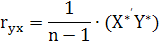 r_yx = 1/(n − 1) · (X*′Y*)